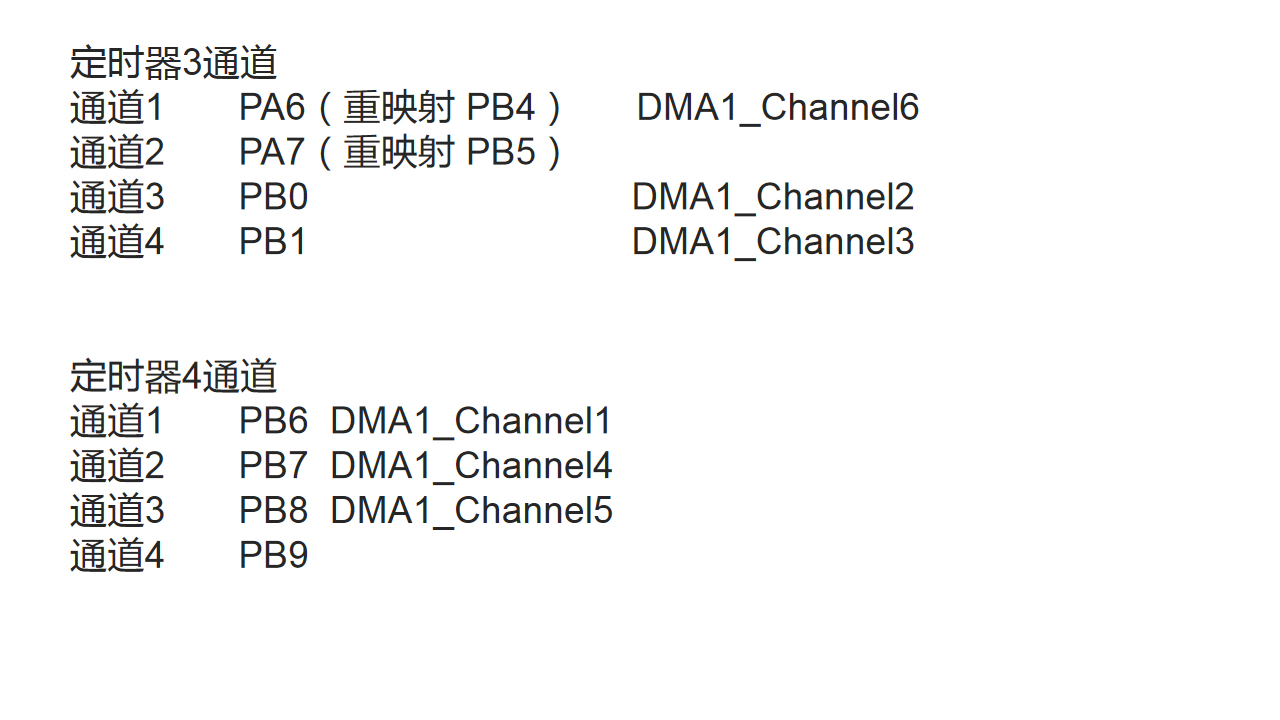 定时器3通道
通道1 PA6（重映射 PB4） DMA1_Channel6
通道2 PA7（重映射 PB5）
通道3 PB0 DMA1_Channel2
通道4 PB1 DMA1_Channel3
定时器4通道
通道1 PB6 DMA1_Channel1
通道2 PB7 DMA1_Channel4
通道3 PB8 DMA1_Channel5
通道4 PB9